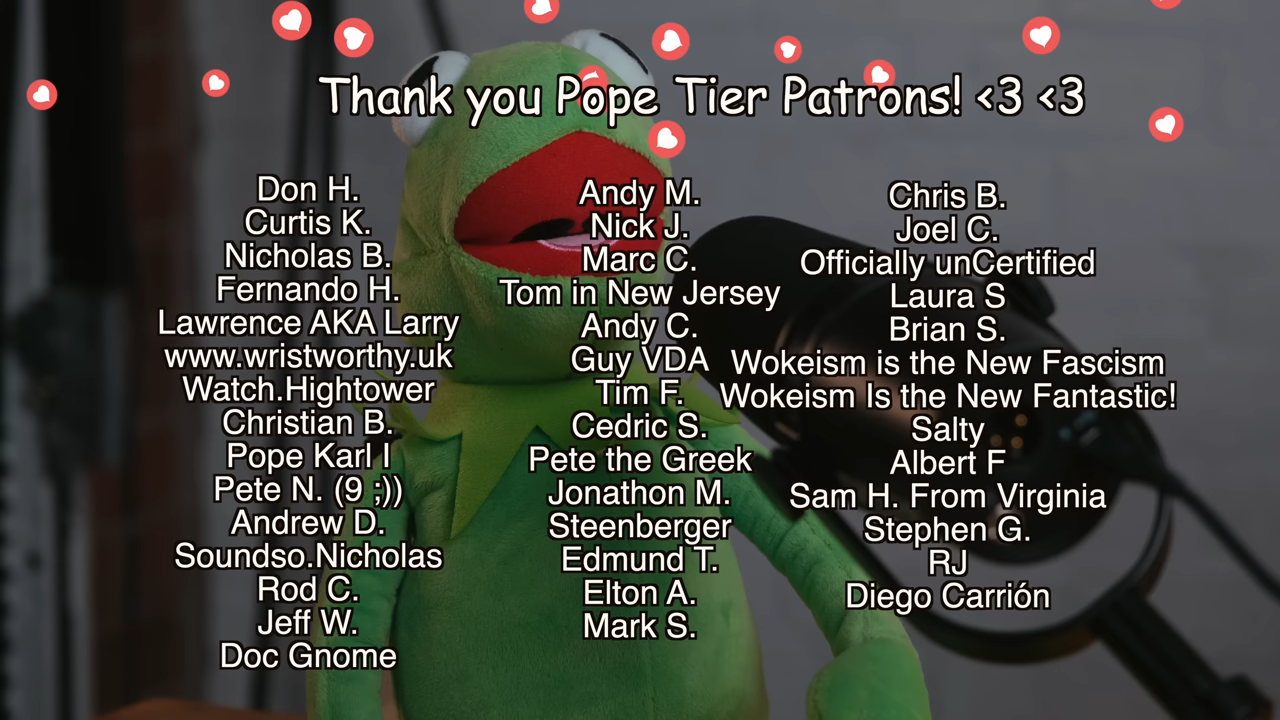 Thank you Pope Tier Patrons! <3 <3
Don H.
Curtis K.
Nicholas B.
Fernando H.
Lawrence AKA Larry
www.wristworthy.uk
Watch.Hightower
Christian B.
Pope Karl I
Pete N. (9 ;))
Andrew D.
Soundso.Nicholas
Rod C.
Jeff W.
Doc Gnome
Andy M.
Nick J.
Marc C.
Tom in New Jersey
Andy C.
Guy VDA
Tim F.
Cedric S.
Pete the Greek
Jonathon M.
Steenberger
Edmund T.
Elton A.
Mark S.
Chris B.
Joel C.
Officially unCertified
Laura S
Brian S.
Wokeism is the New Fascism
Wokeism Is the New Fantastic!
Salty
Albert F
Sam H. From Virginia
Stephen G.
RJ
Diego Carrión